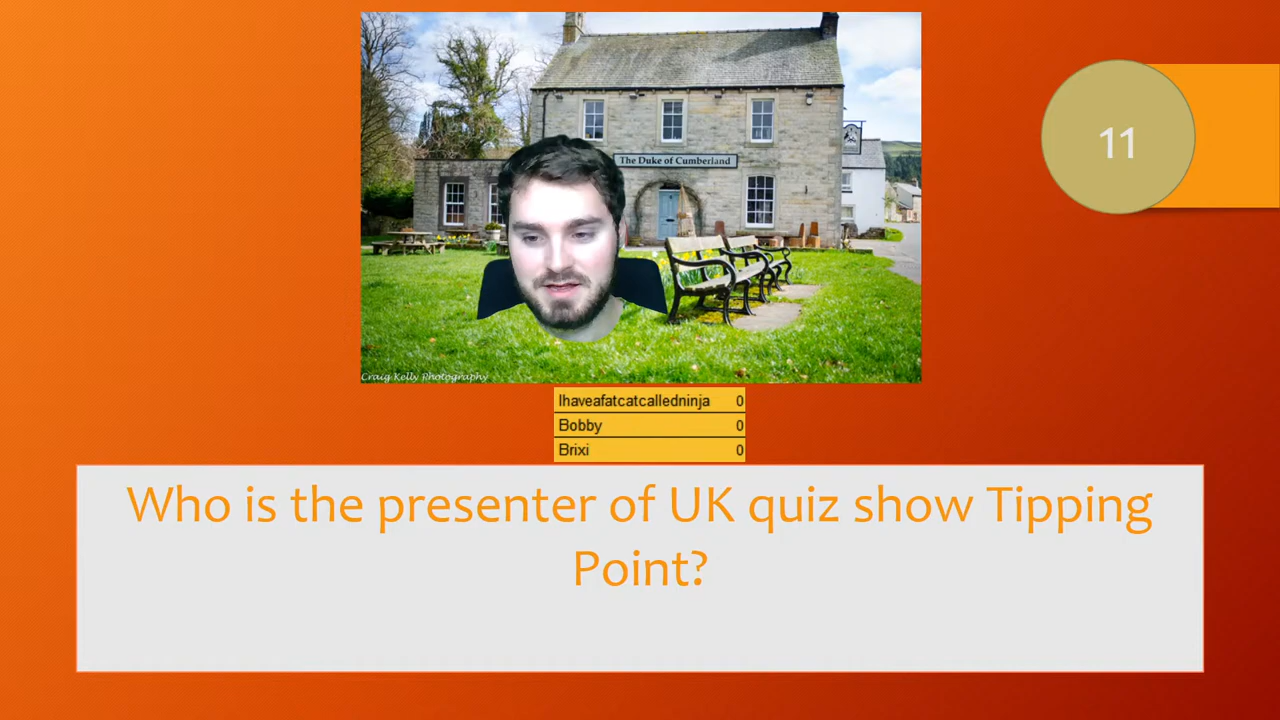 11
The Duke of Cumberland
Craig Kelly Photography
Ihaveafatcatcalledninja 0
Bobby 0
Brixi 0
Who is the presenter of UK quiz show Tipping
Point?